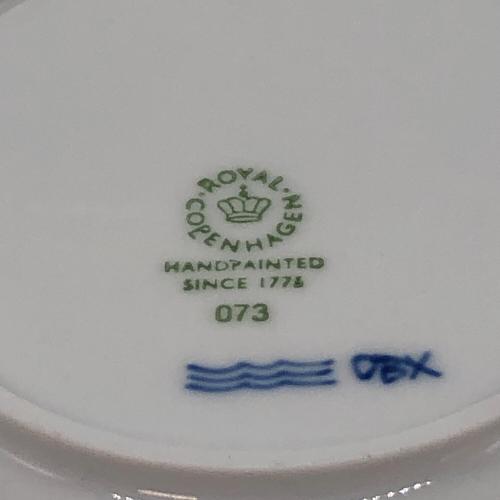 ROYAL COPENHAGEN
HANDPAINTED
SINCE 1775
073